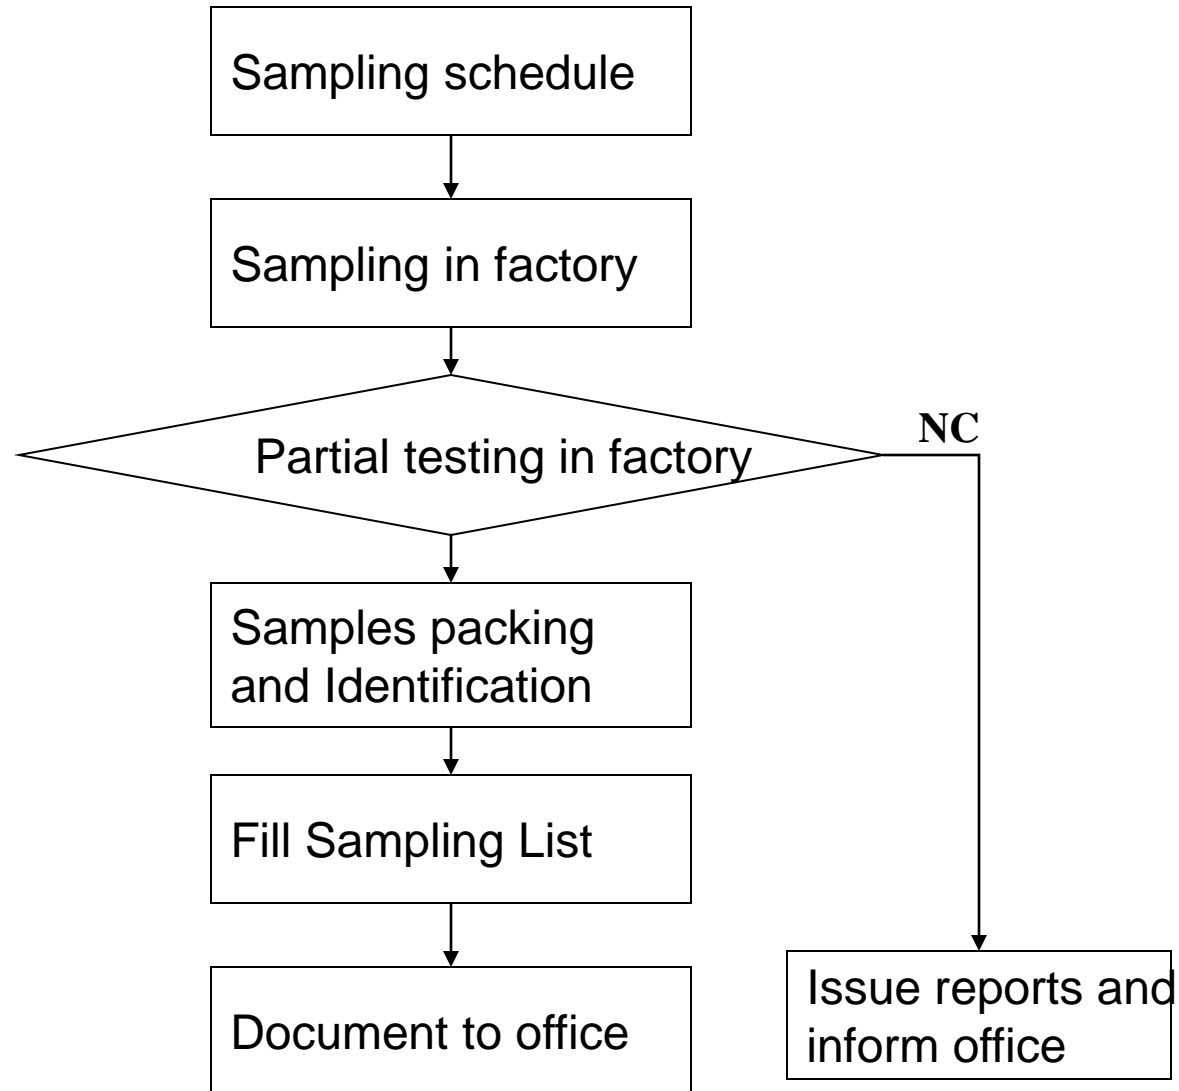 Sampling schedule
Sampling in factory
Partial testing in factory
NC
Samples packing
and Identification
Fill Sampling List
Document to office
Issue reports and
inform office